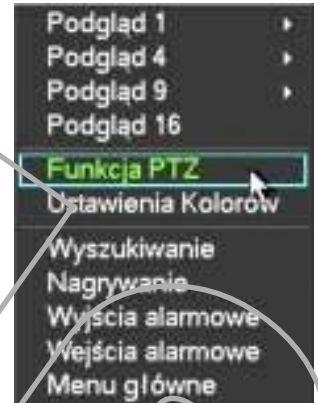 Podgląd 1
Podgląd 4
Podgląd 9
Podgląd 16
Funkcja PTZ
Ustawienia Kolorów
Wyszukiwanie
Nagrywanie
Wyjścia alarmowe
Wejścia alarmowe
Menu główne